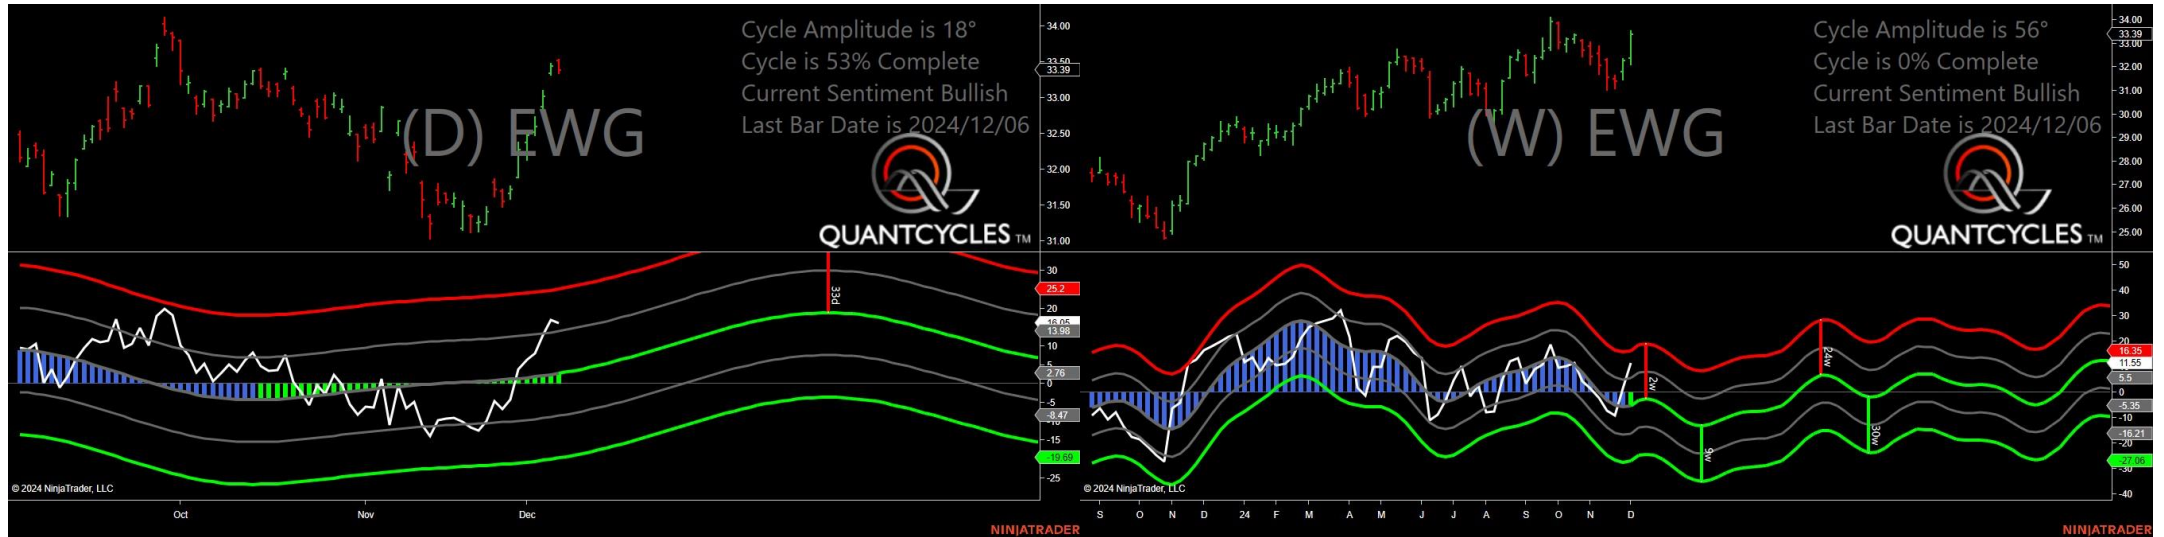 Cycle Amplitude is 18°
Cycle is 53% Complete
Current Sentiment Bullish
Last Bar Date is 2024/12/06
(D) EWG
QUANTCYCLES TM
34.00
33.50
33.39
33.00
32.50
32.00
31.50
31.00
30
25.2
20
16.05
13.98
10
5
2.76
0
-5
-8.47
-15
-19.69
-25
33d
© 2024 NinjaTrader, LLC
Oct
Nov
Dec
NINJATRADER
Cycle Amplitude is 56°
Cycle is 0% Complete
Current Sentiment Bullish
Last Bar Date is 2024/12/06
(W) EWG
QUANTCYCLES TM
34.00
33.39
33.00
32.00
31.00
30.00
29.00
28.00
27.00
26.00
25.00
50
40
30
20
16.35
11.55
5.5
0
-5.35
-10
-16.21
-20
-27.06
-30
-40
2w
9w
24w
30w
© 2024 NinjaTrader, LLC
S O N D 24 F M A M J J A S O N D
NINJATRADER